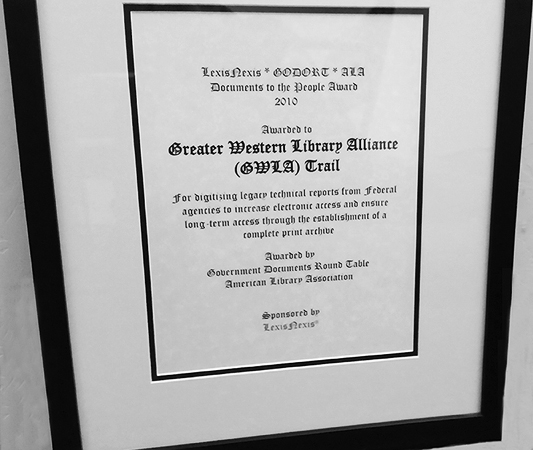 LexisNexis * GODORT * ALA
Documents to the People Award
2010
Awarded to
Greater Western Library Alliance
(GWLA) Trail
For digitizing legacy technical reports from Federal
agencies to increase electronic access and ensure
long-term access through the establishment of a
complete print archive
Awarded by
Government Documents Round Table
American Library Association
Sponsored by
LexisNexis®